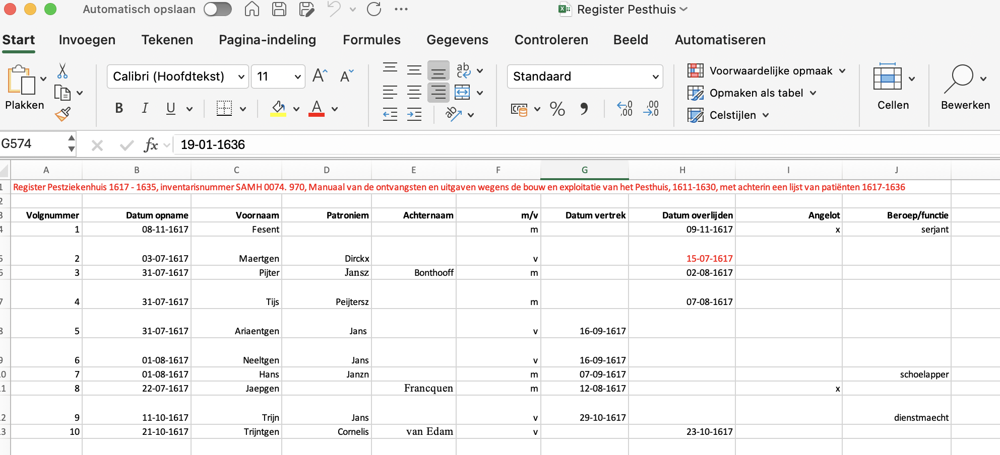 Automatisch opslaan
Register Pesthuis
Start Invoegen Tekenen Pagina-indeling Formules Gegevens Controleren Beeld Automatiseren
Plakken
Calibri (Hoofdtekst) 11
Standaard
Voorwaardelijke opmaak
Opmaken als tabel
Celstijlen
Cellen
Bewerken
G574 fx 19-01-1636
A B C D E F G H I J
1 Register Pestziekenhuis 1617 - 1635, inventarisnummer SAMH 0074. 970, Manuaal van de ontvangsten en uitgaven wegens de bouw en exploitatie van het Pesthuis, 1611-1630, met achterin een lijst van patiënten 1617-1636
2
3 Volgnummer Datum opname Voornaam Patroniem Achternaam m/v Datum vertrek Datum overlijden Angelot Beroep/functie
4 1 08-11-1617 Fesent m 09-11-1617 x serjant
5 2 03-07-1617 Maertgen Dirckx v 15-07-1617
6 3 31-07-1617 Pijter Jansz Bonthooff m 02-08-1617
7 4 31-07-1617 Tijs Peijtersz m 07-08-1617
8 5 31-07-1617 Ariaentgen Jans v 16-09-1617
9 6 01-08-1617 Neeltgen Jans v 16-09-1617
10 7 01-08-1617 Hans Janzn m 07-09-1617 schoelapper
11 8 22-07-1617 Jaepgen Francquen m 12-08-1617 x
12 9 11-10-1617 Trijn Jans v 29-10-1617 dienstmaecht
13 10 21-10-1617 Trijntgen Cornelis van Edam v 23-10-1617